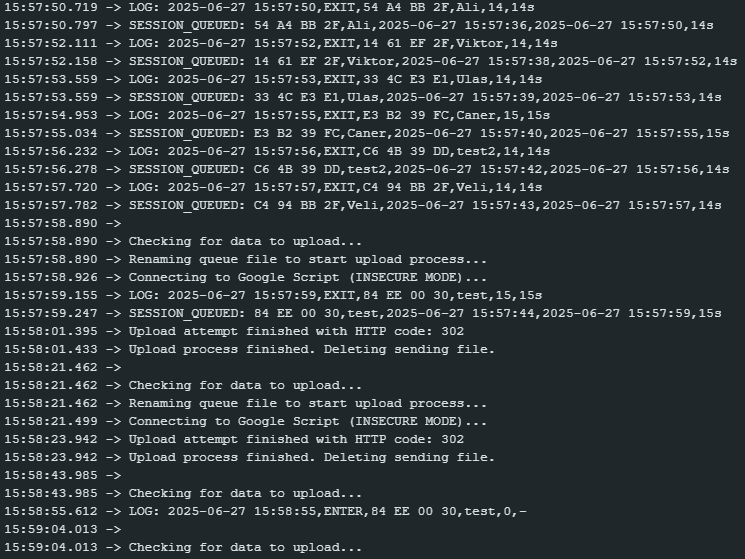 15:57:50.719 -> LOG: 2025-06-27 15:57:50,EXIT,54 A4 BB 2F,Ali,14,14s
15:57:50.797 -> SESSION_QUEUED: 54 A4 BB 2F,Ali,2025-06-27 15:57:36,2025-06-27 15:57:50,14s
15:57:52.111 -> LOG: 2025-06-27 15:57:52,EXIT,14 61 EF 2F,Viktor,14,14s
15:57:52.158 -> SESSION_QUEUED: 14 61 EF 2F,Viktor,2025-06-27 15:57:38,2025-06-27 15:57:52,14s
15:57:53.559 -> LOG: 2025-06-27 15:57:53,EXIT,33 4C E3 E1,Ulas,14,14s
15:57:53.559 -> SESSION_QUEUED: 33 4C E3 E1,Ulas,2025-06-27 15:57:39,2025-06-27 15:57:53,14s
15:57:54.953 -> LOG: 2025-06-27 15:57:55,EXIT,E3 B2 39 FC,Caner,15,15s
15:57:55.034 -> SESSION_QUEUED: E3 B2 39 FC,Caner,2025-06-27 15:57:40,2025-06-27 15:57:55,15s
15:57:56.232 -> LOG: 2025-06-27 15:57:56,EXIT,C6 4B 39 DD,test2,14,14s
15:57:56.278 -> SESSION_QUEUED: C6 4B 39 DD,test2,2025-06-27 15:57:42,2025-06-27 15:57:56,14s
15:57:57.720 -> LOG: 2025-06-27 15:57:57,EXIT,C4 94 BB 2F,Veli,14,14s
15:57:57.782 -> SESSION_QUEUED: C4 94 BB 2F,Veli,2025-06-27 15:57:43,2025-06-27 15:57:57,14s
15:57:58.890 ->
15:57:58.890 -> Checking for data to upload...
15:57:58.890 -> Renaming queue file to start upload process...
15:57:58.926 -> Connecting to Google Script (INSECURE MODE)...
15:57:59.155 -> LOG: 2025-06-27 15:57:59,EXIT,84 EE 00 30,test,15,15s
15:57:59.247 -> SESSION_QUEUED: 84 EE 00 30,test,2025-06-27 15:57:44,2025-06-27 15:57:59,15s
15:58:01.395 -> Upload attempt finished with HTTP code: 302
15:58:01.433 -> Upload process finished. Deleting sending file.
15:58:21.462 ->
15:58:21.462 -> Checking for data to upload...
15:58:21.462 -> Renaming queue file to start upload process...
15:58:21.499 -> Connecting to Google Script (INSECURE MODE)...
15:58:23.942 -> Upload attempt finished with HTTP code: 302
15:58:23.942 -> Upload process finished. Deleting sending file.
15:58:43.985 ->
15:58:43.985 -> Checking for data to upload...
15:58:55.612 -> LOG: 2025-06-27 15:58:55,ENTER,84 EE 00 30,test,0,-
15:59:04.013 ->
15:59:04.013 -> Checking for data to upload...